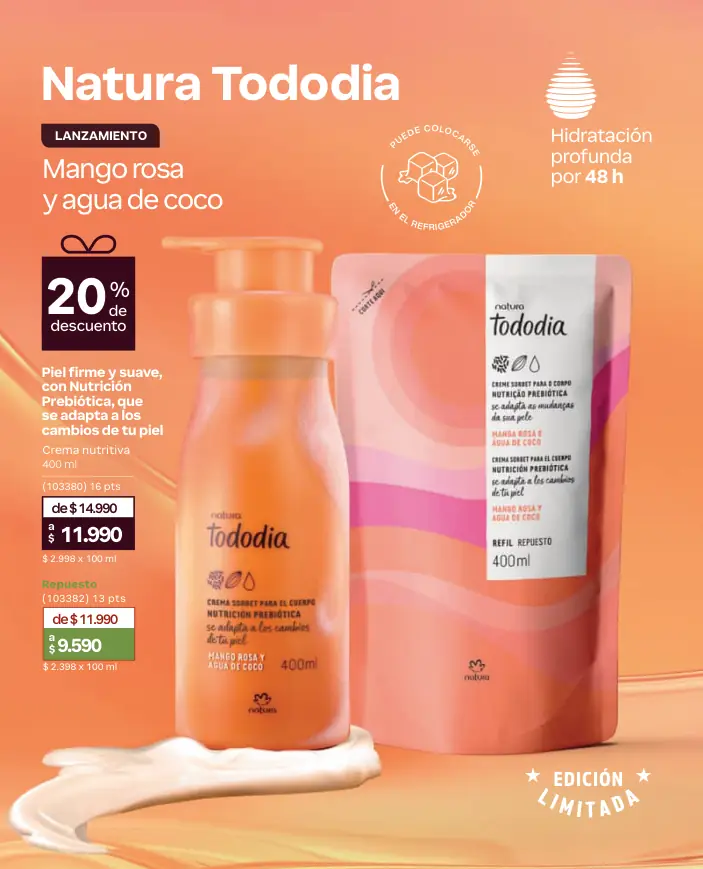 Natura Tododia
LANZAMIENTO
Mango rosa
y agua de coco
PUEDE COLOCARSE
EN EL REFRIGERADOR
Hidratación
profunda
por 48 h
20%
de
descuento
Piel firme y suave,
con Nutrición
Prebiótica, que
se adapta a los
cambios de tu piel
Crema nutritiva
400 ml
(103380) 16 pts
de $ 14.990
a
$ 11.990
$ 2.998 x 100 ml
Repuesto
(103382) 13 pts
de $ 11.990
a
$ 9.590
$ 2.398 x 100 ml
natura
Tododia
CREMA SORBET PARA EL CUERPO
NUTRICIÓN PREBIÓTICA
se adapta a los cambios
de tu piel
MANGO ROSA Y
AGUA DE COCO
400ml
natura
CORTE AQUI
natura
Tododia
CREME SORBET PARA O CORPO
NUTRIÇÃO PREBIÓTICA
se adapta as mudanças
da sua pele
MANGA ROSA E
ÁGUA DE COCO
CREMA SORBET PARA EL CUERPO
NUTRICIÓN PREBIÓTICA
se adapta a los cambios
de tu piel
MANGO ROSA Y
AGUA DE COCO
REFIL REPUESTO
400ml
natura
EDICIÓN
LIMITADA